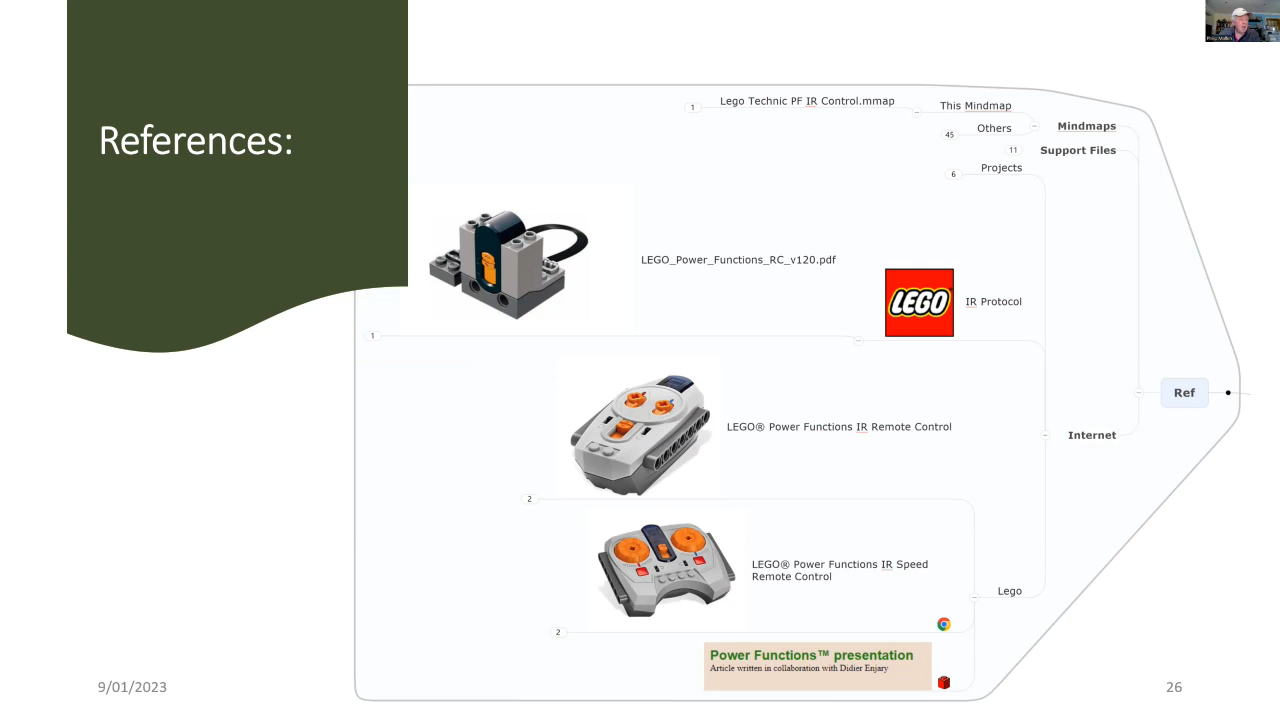 References:
Lego Technic PF IR Control.mmap
1
This Mindmap
Others
45
Mindmaps
11
Support Files
Projects
6
LEGO_Power_Functions_RC_v120.pdf
LEGO
IR Protocol
1
Ref
LEGO® Power Functions IR Remote Control
Internet
2
LEGO® Power Functions IR Speed
Remote Control
Lego
2
Power Functions™ presentation
Article written in collaboration with Didier Enjary
9/01/2023
26